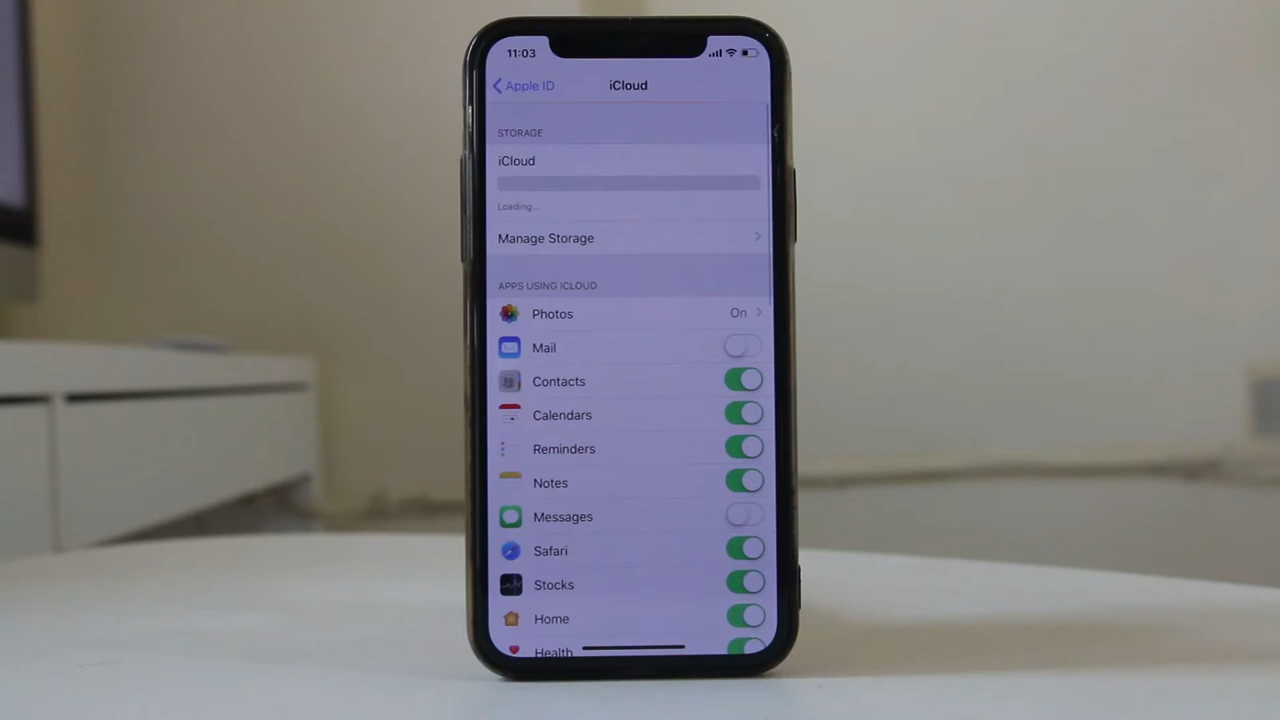 11:03
Apple ID
iCloud
STORAGE
iCloud
Loading...
Manage Storage
APPS USING ICLOUD
Photos On
Mail
Contacts
Calendars
Reminders
Notes
Messages
Safari
Stocks
Home
Health